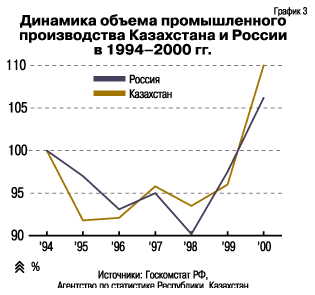 График 3
Динамика объема промышленного
производства Казахстана и России
в 1994–2000 гг.
110
105
100
95
90
Россия
Казахстан
'94 '95 '96 '97 '98 '99 '00
%
Источники: Госкомстат РФ,
Агентство по статистике Республики Казахстан